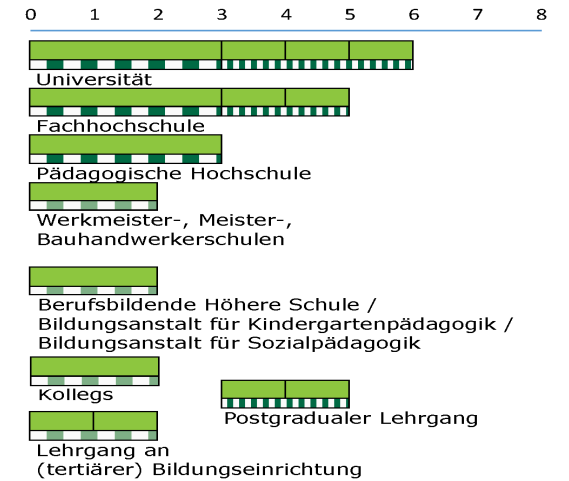 0 1 2 3 4 5 6 7 8
Universität
Fachhochschule
Pädagogische Hochschule
Werkmeister-, Meister-,
Bauhandwerkerschulen
Berufsbildende Höhere Schule /
Bildungsanstalt für Kindergartenpädagogik /
Bildungsanstalt für Sozialpädagogik
Kollegs
Postgradualer Lehrgang
Lehrgang an
(tertiärer) Bildungseinrichtung